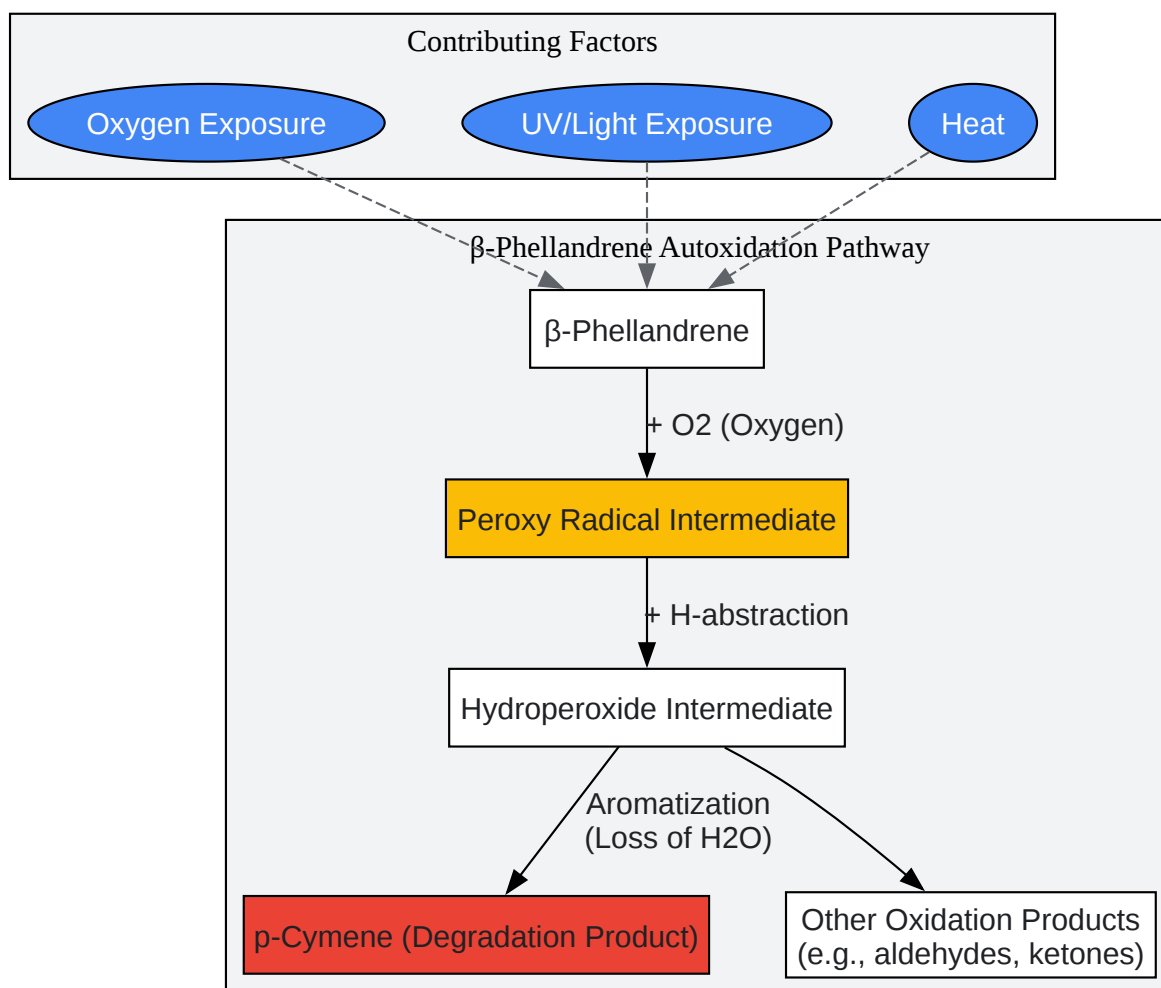 Contributing Factors
Oxygen Exposure
UV/Light Exposure
Heat
β-Phellandrene Autoxidation Pathway
β-Phellandrene
+ O2 (Oxygen)
Peroxy Radical Intermediate
+ H-abstraction
Hydroperoxide Intermediate
Aromatization
(Loss of H2O)
p-Cymene (Degradation Product)
Other Oxidation Products
(e.g., aldehydes, ketones)